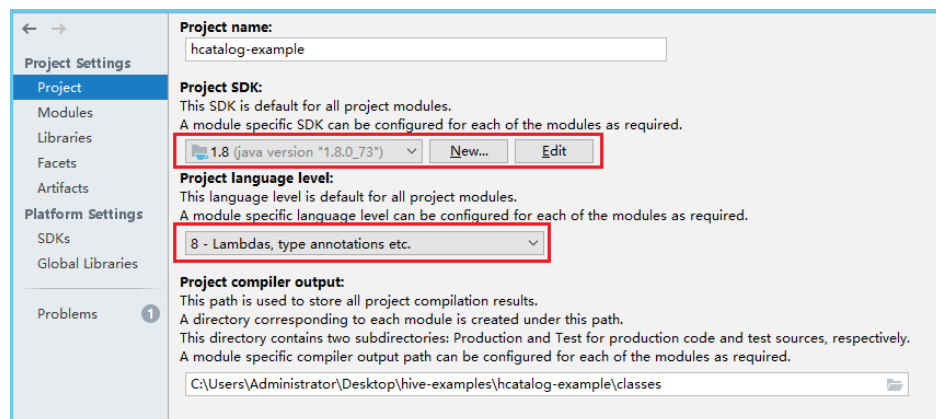 Project Settings
Project
Modules
Libraries
Facets
Artifacts
Platform Settings
SDKs
Global Libraries
Problems 1
Project name:
hcatalog-example
Project SDK:
This SDK is default for all project modules.
A module specific SDK can be configured for each of the modules as required.
1.8 (java version "1.8.0_73") New... Edit
Project language level:
This language level is default for all project modules.
A module specific language level can be configured for each of the modules as required.
8 - Lambdas, type annotations etc.
Project compiler output:
This path is used to store all project compilation results.
A directory corresponding to each module is created under this path.
This directory contains two subdirectories: Production and Test for production code and test sources, respectively.
A module specific compiler output path can be configured for each of the modules as required.
C:\Users\Administrator\Desktop\hive-examples\hcatalog-example\classes